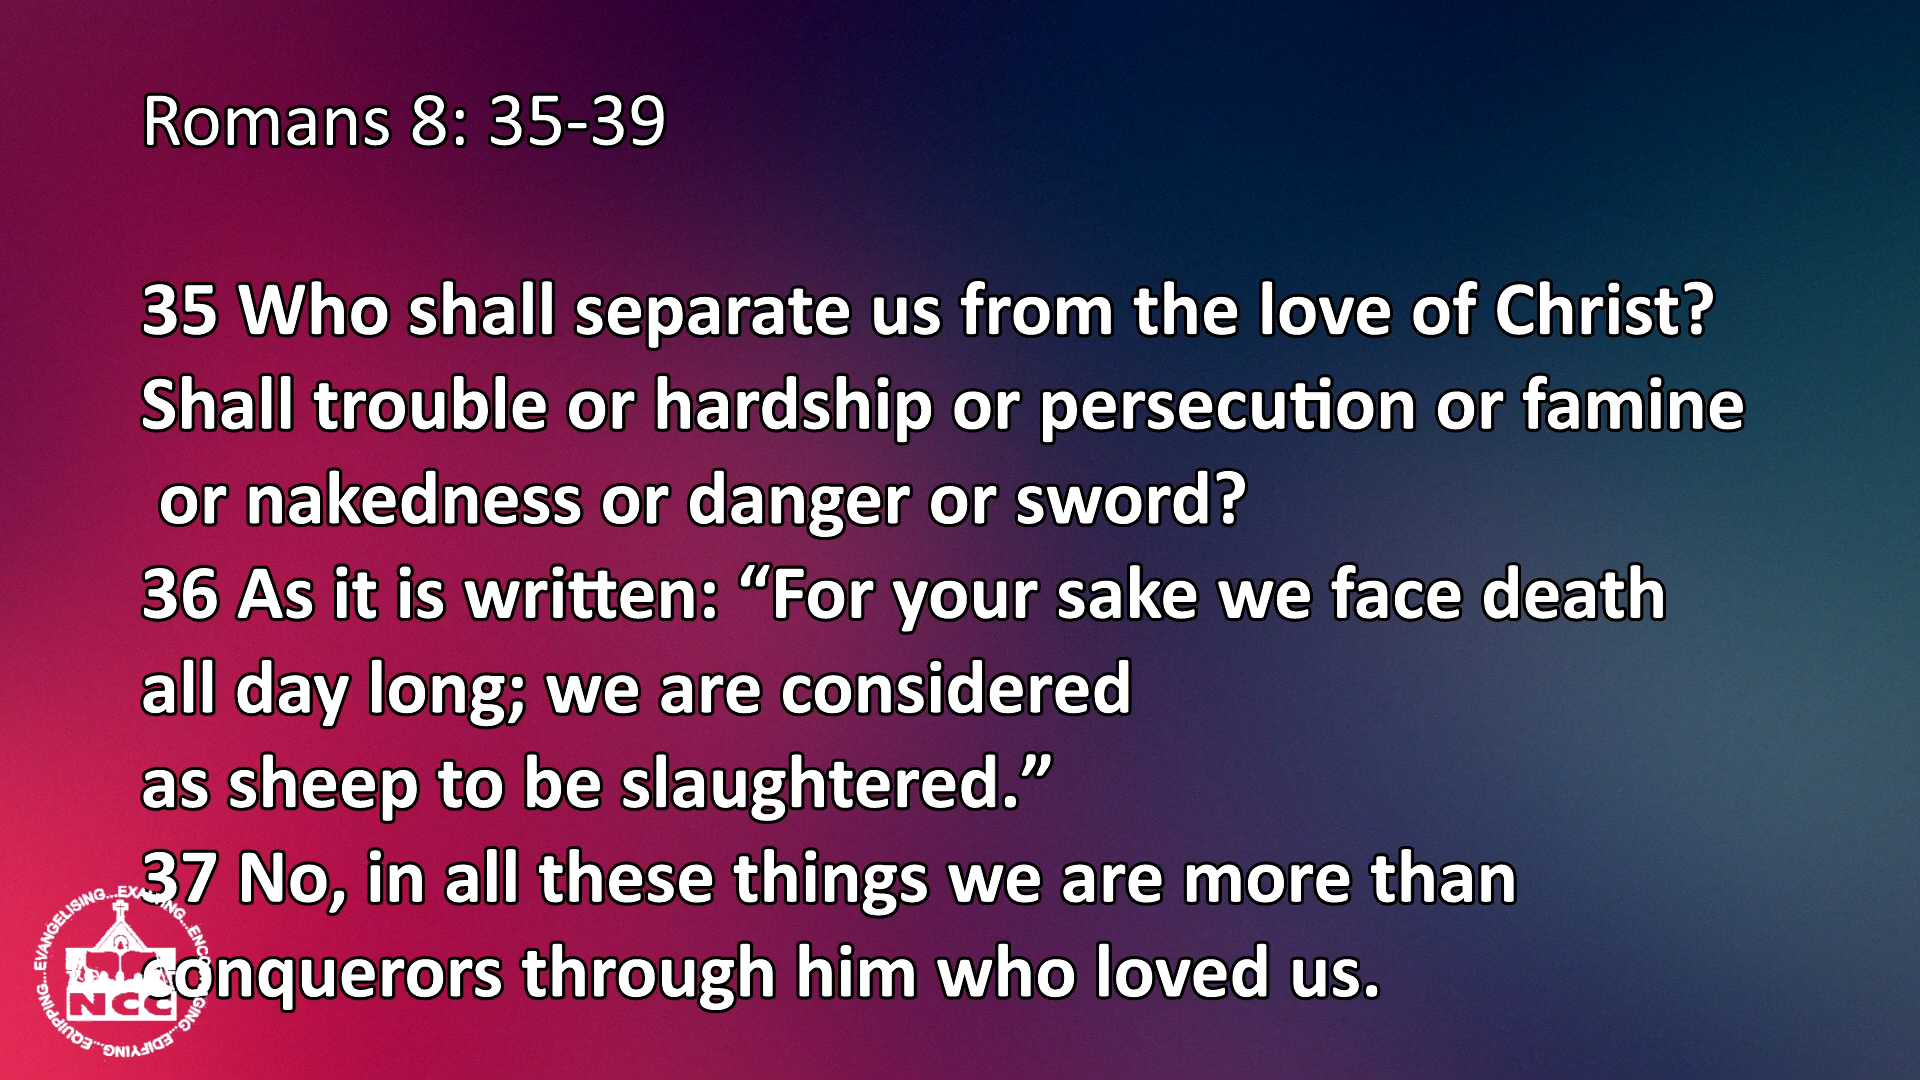 Romans 8: 35-39
35 Who shall separate us from the love of Christ?
Shall trouble or hardship or persecution or famine
or nakedness or danger or sword?
36 As it is written: “For your sake we face death
all day long; we are considered
as sheep to be slaughtered.”
37 No, in all these things we are more than
conquerors through him who loved us.
EVANGELISING...
EDIFYING...EQUIPPING...
NCC